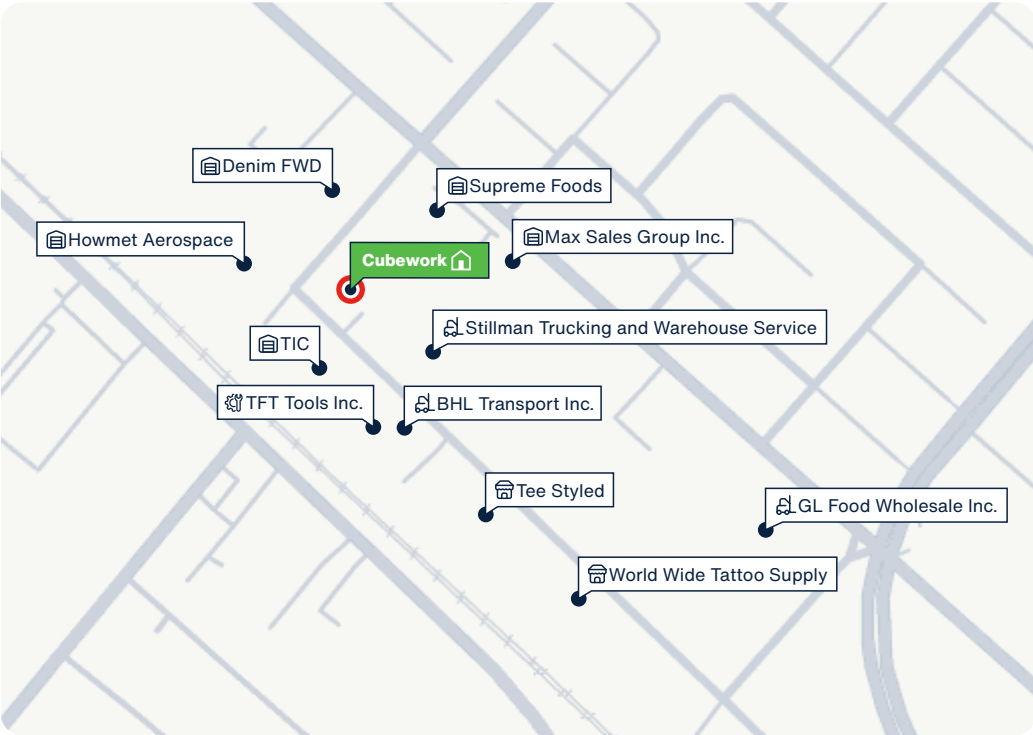 Denim FWD
Supreme Foods
Howmet Aerospace
Max Sales Group Inc.
Cubework
Stillman Trucking and Warehouse Service
TIC
TFT Tools Inc.
BHL Transport Inc.
Tee Styled
GL Food Wholesale Inc.
World Wide Tattoo Supply